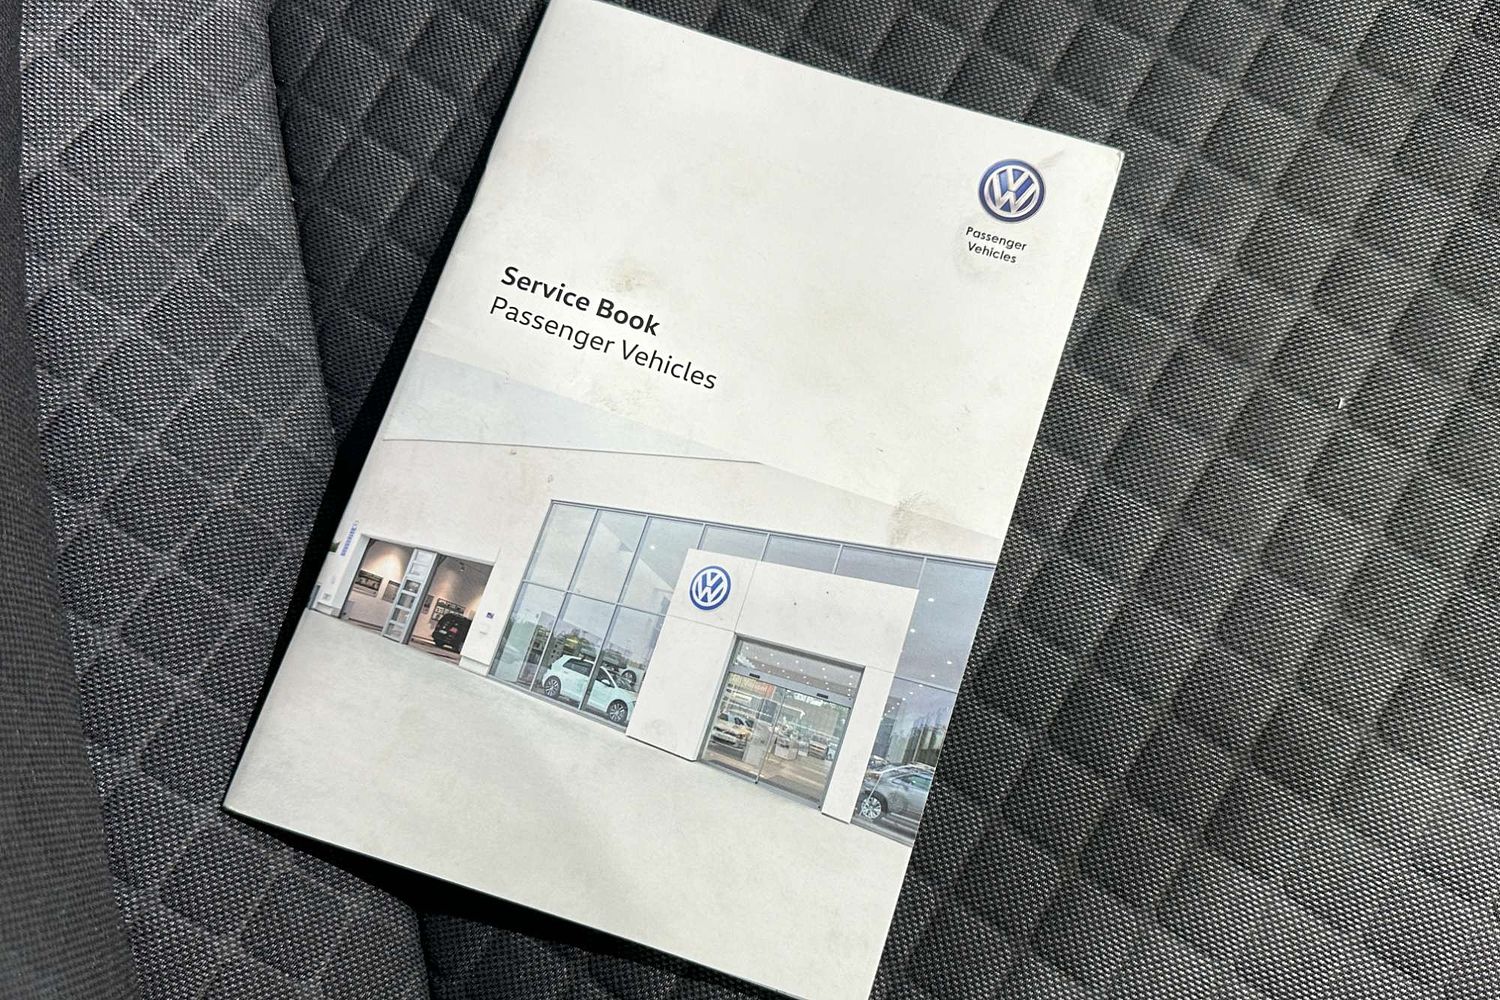 Passenger
Vehicles
Service Book
Passenger Vehicles